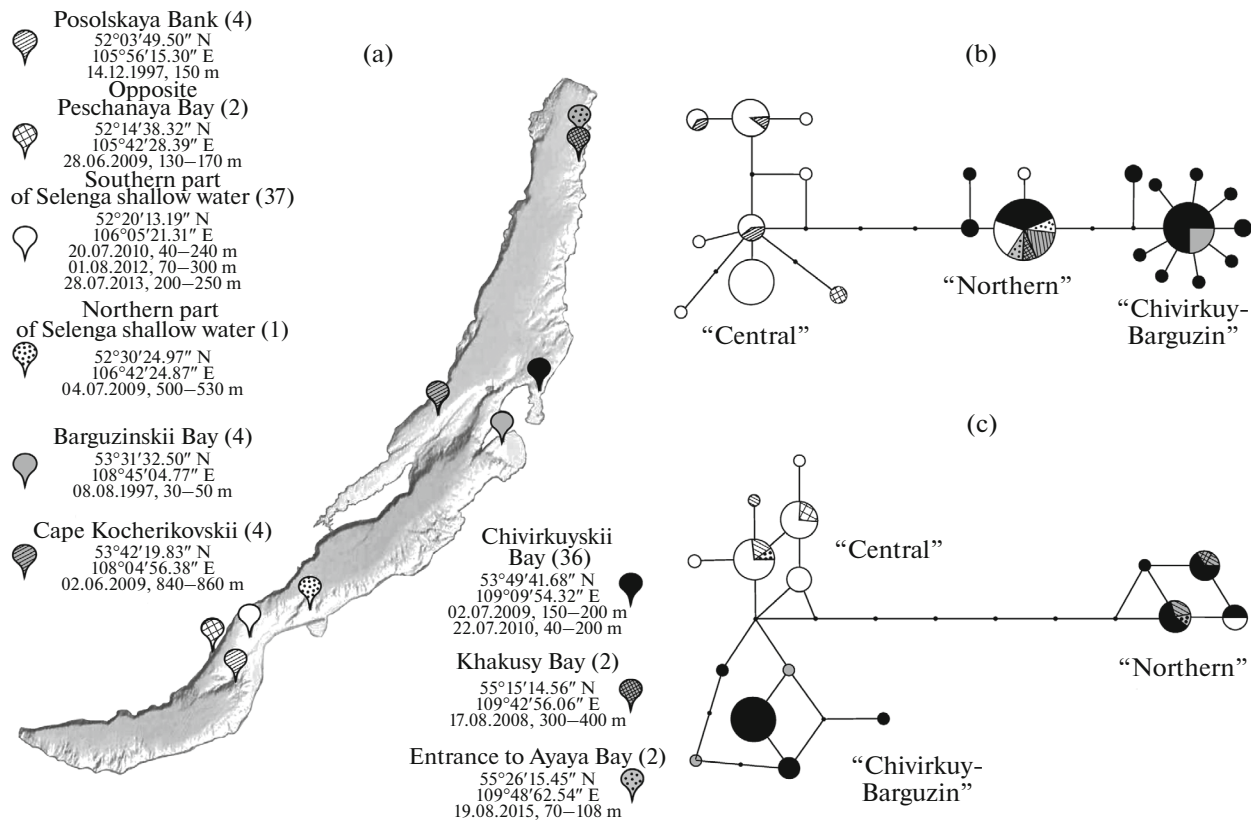 Posolskaya Bank (4)
52°03′49.50″ N
105°56′15.30″ E
14.12.1997, 150 m
Opposite
Peschanaya Bay (2)
52°14′38.32″ N
105°42′28.39″ E
28.06.2009, 130–170 m
Southern part
of Selenga shallow water (37)
52°20′13.19″ N
106°05′21.31″ E
20.07.2010, 40–240 m
01.08.2012, 70–300 m
28.07.2013, 200–250 m
Northern part
of Selenga shallow water (1)
52°30′24.97″ N
106°42′24.87″ E
04.07.2009, 500–530 m
Barguzinskii Bay (4)
53°31′32.50″ N
108°45′04.77″ E
08.08.1997, 30–50 m
Cape Kocherikovskii (4)
53°42′19.83″ N
108°04′56.38″ E
02.06.2009, 840–860 m
(a)
Chivirkuyskii
Bay (36)
53°49′41.68″ N
109°09′54.32″ E
02.07.2009, 150–200 m
22.07.2010, 40–200 m
Khakusy Bay (2)
55°15′14.56″ N
109°42′56.06″ E
17.08.2008, 300–400 m
Entrance to Ayaya Bay (2)
55°26′15.45″ N
109°48′62.54″ E
19.08.2015, 70–108 m
(b)
“Central”
“Northern”
“Chivirkuy-
Barguzin”
(c)
“Central”
“Northern”
“Chivirkuy-
Barguzin”